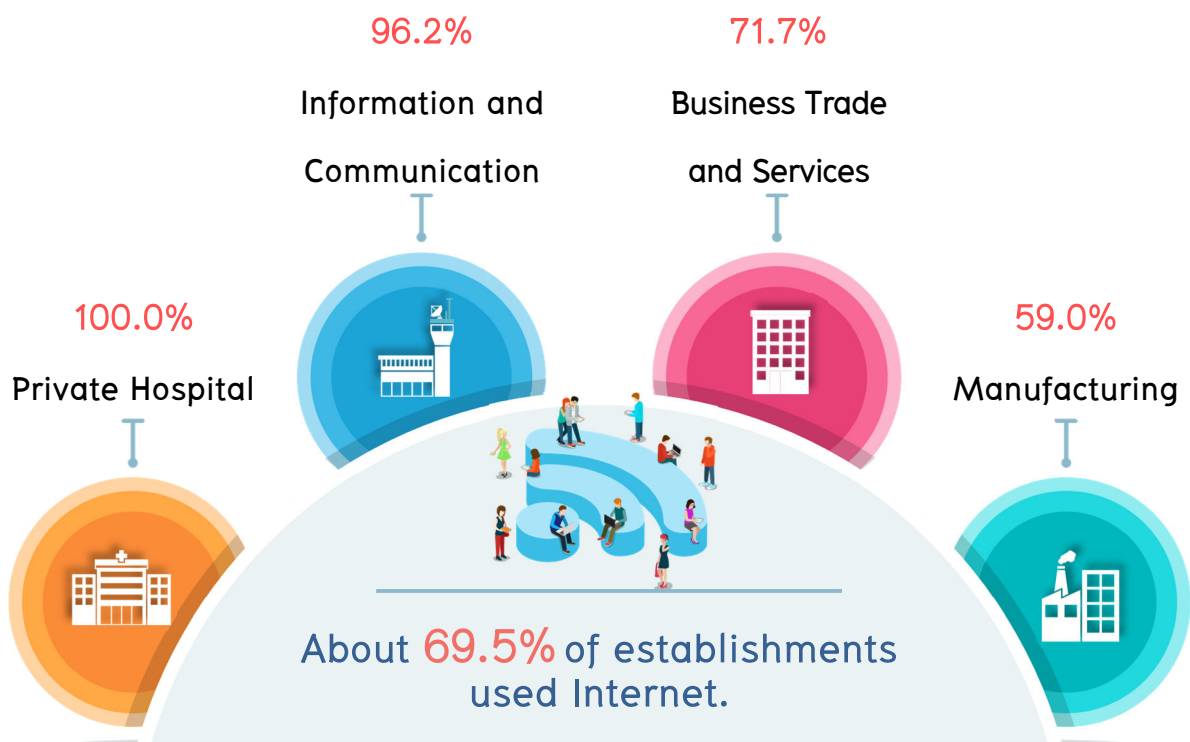 96.2%
Information and
Communication
71.7%
Business Trade
and Services
100.0%
Private Hospital
59.0%
Manufacturing
About 69.5% of establishments
used Internet.